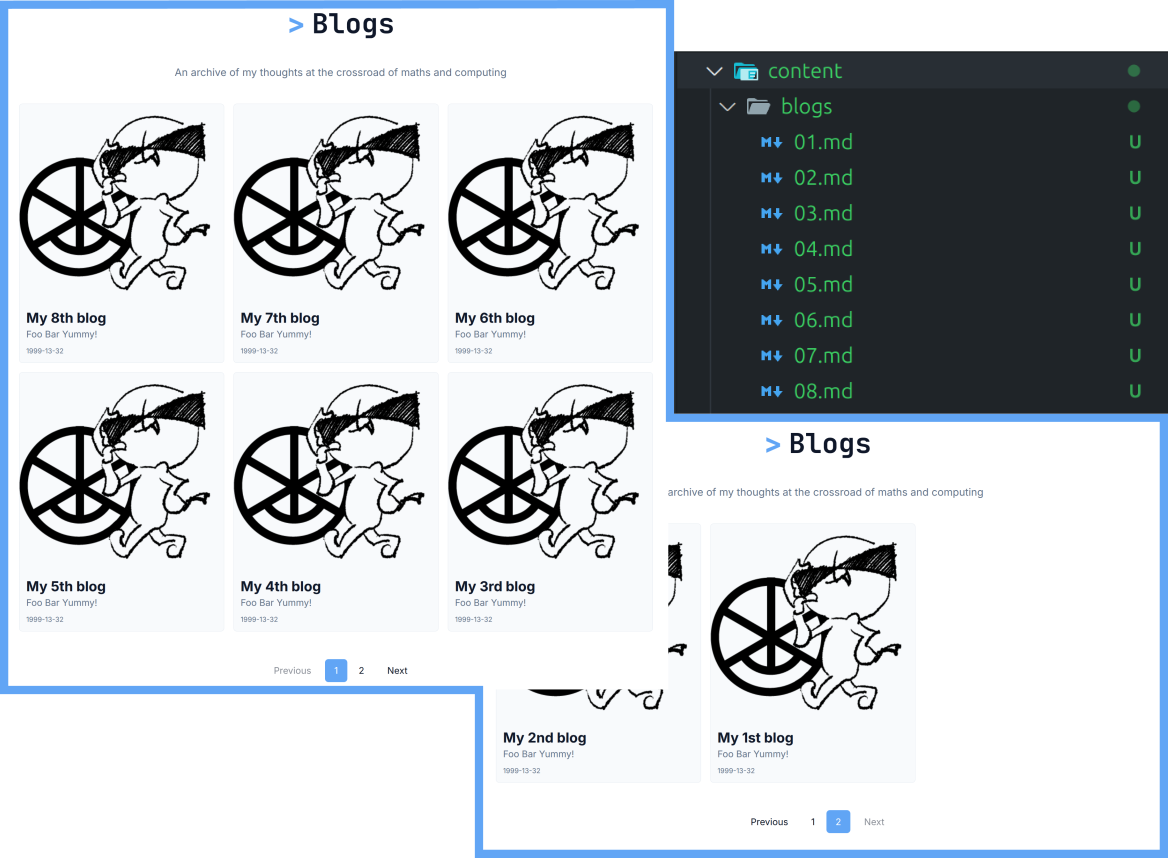 > Blogs
An archive of my thoughts at the crossroad of maths and computing
My 8th blog
Foo Bar Yummy!
1999-13-32
My 7th blog
Foo Bar Yummy!
1999-13-32
My 6th blog
Foo Bar Yummy!
1999-13-32
My 5th blog
Foo Bar Yummy!
1999-13-32
My 4th blog
Foo Bar Yummy!
1999-13-32
My 3rd blog
Foo Bar Yummy!
1999-13-32
Previous 1 2 Next
content
blogs
M 01.md U
M 02.md U
M 03.md U
M 04.md U
M 05.md U
M 06.md U
M 07.md U
M 08.md U
> Blogs
archive of my thoughts at the crossroad of maths and computing
My 2nd blog
Foo Bar Yummy!
1999-13-32
My 1st blog
Foo Bar Yummy!
1999-13-32
Previous 1 2 Next